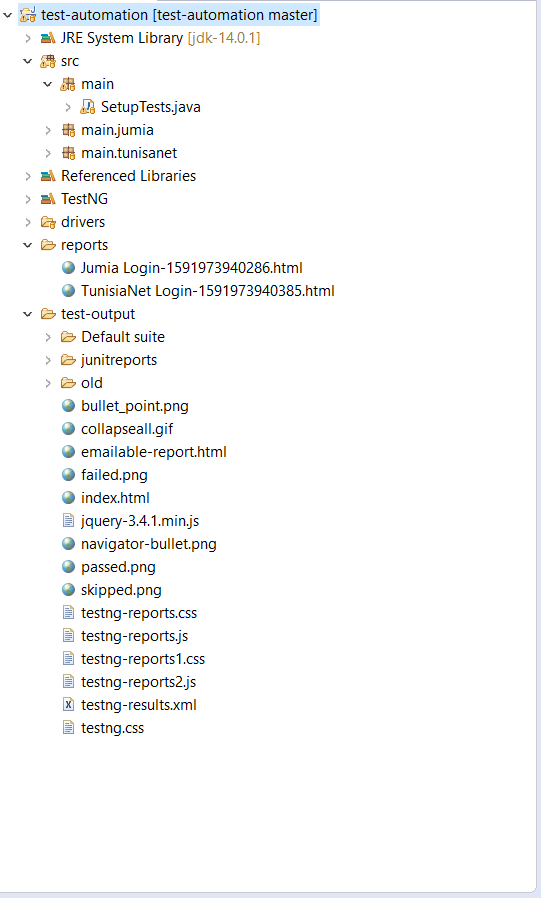 test-automation [test-automation master]
JRE System Library [jdk-14.0.1]
src
main
SetupTests.java
main.jumia
main.tunisanet
Referenced Libraries
TestNG
drivers
reports
Jumia Login-1591973940286.html
TunisiaNet Login-1591973940385.html
test-output
Default suite
junitreports
old
bullet_point.png
collapseall.gif
emailable-report.html
failed.png
index.html
jquery-3.4.1.min.js
navigator-bullet.png
passed.png
skipped.png
testng-reports.css
testng-reports.js
testng-reports1.css
testng-reports2.js
testng-results.xml
testng.css